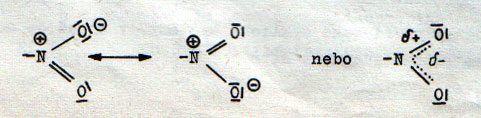 ⊕ O ⊖ ⊕ O δ+ O
-N ↔ -N nebo -N δ-
O O ⊖ O